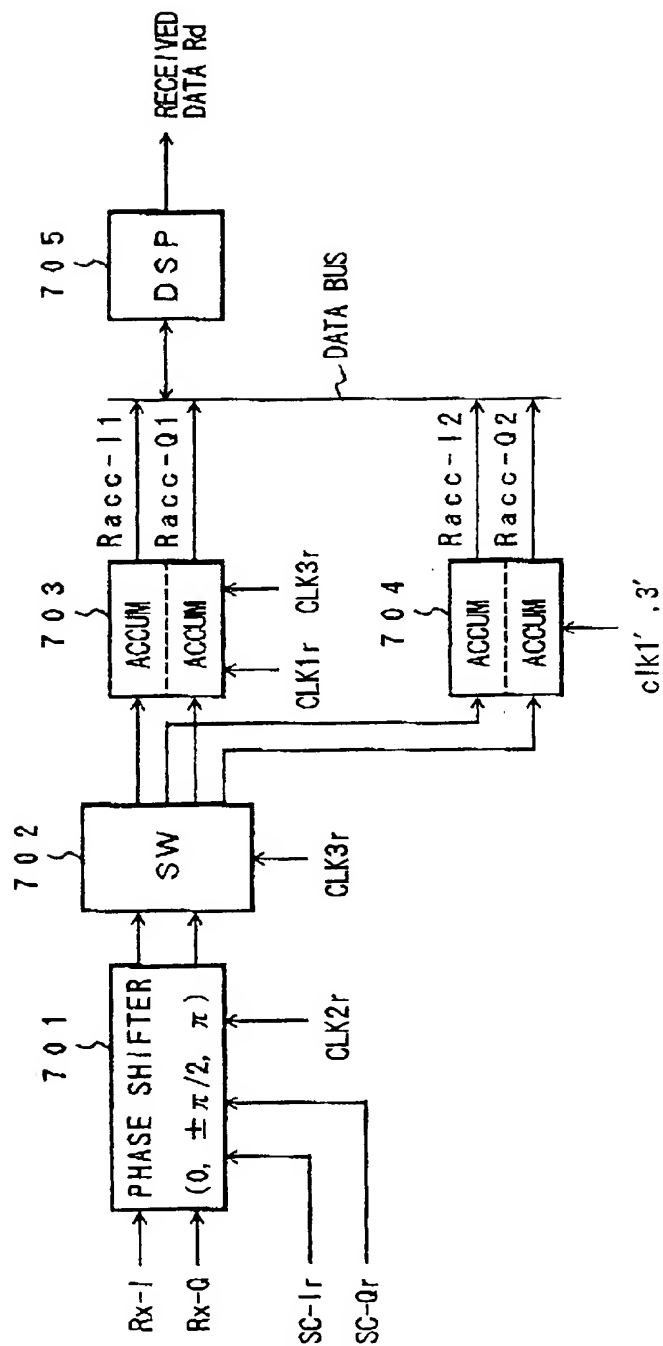 Rx-I
Rx-Q
SC-Ir
SC-Qr
701
PHASE SHIFTER
(0, ±π/2, π)
CLK2r
702
SW
CLK3r
703
ACCUM
ACCUM
CLK1r
CLK3r
Racc-I1
Racc-Q1
704
ACCUM
ACCUM
clk1′,3′
Racc-I2
Racc-Q2
DATA BUS
705
DSP
RECEIVED
DATA Rd